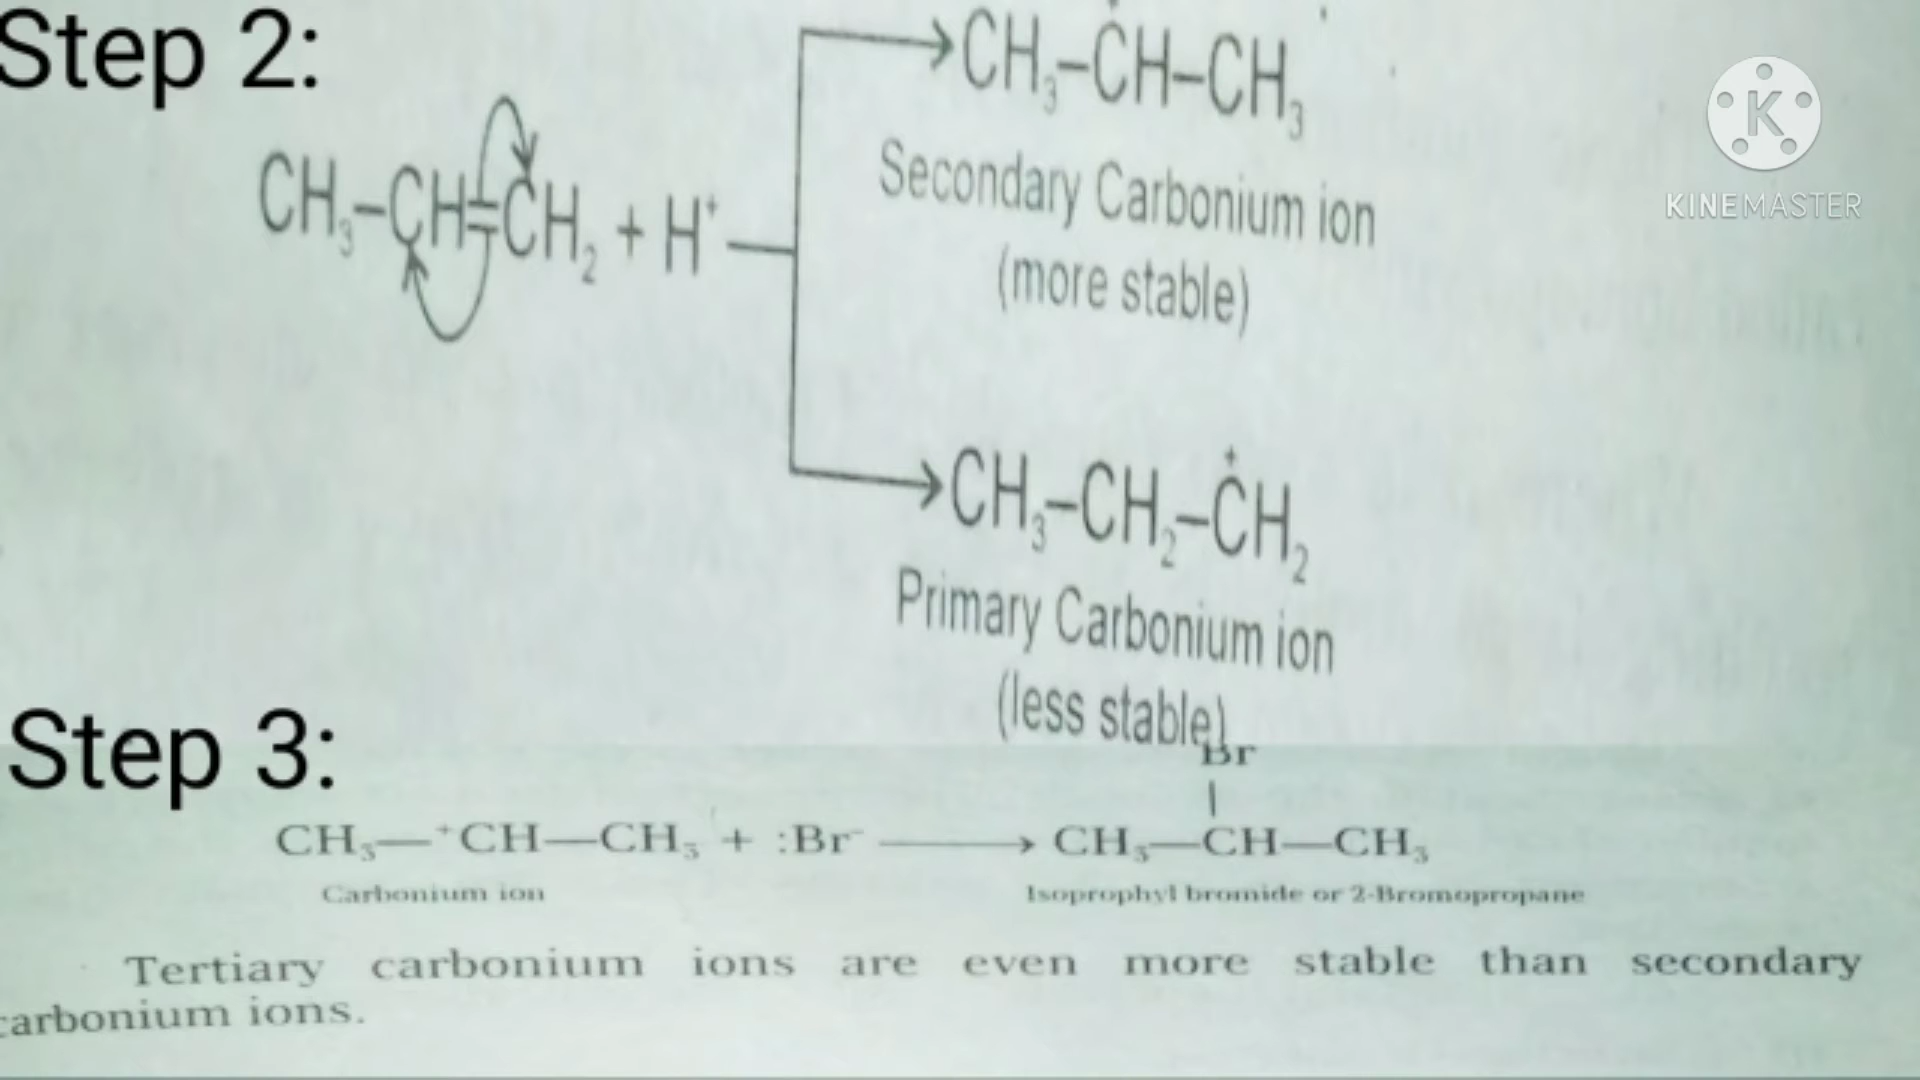 Step 2:
CH₃–CH=CH₂ + H⁺
CH₃–CH–CH₃
Secondary Carbonium ion
(more stable)
CH₃–CH₂–C⁺H₂
Primary Carbonium ion
(less stable)
Step 3:
Br
CH₃—⁺CH—CH₃ + :Br⁻ ⟶ CH₃—CH—CH₃
Carbonium ion
Isoprophyl bromide or 2-Bromopropane
Tertiary carbonium ions are even more stable than secondary
carbonium ions.
K
KINEMASTER